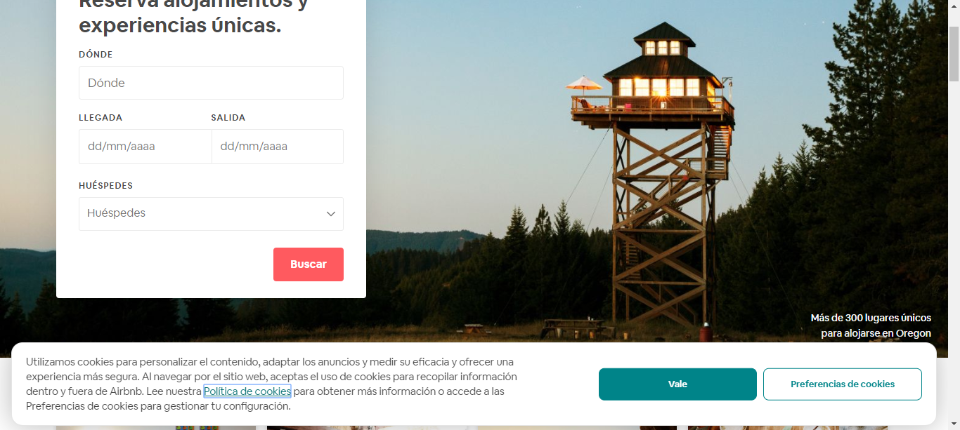 Reserva alojamientos y
experiencias únicas.
DÓNDE
Dónde
LLEGADA
SALIDA
dd/mm/aaaa
dd/mm/aaaa
HUÉSPEDES
Huéspedes
Buscar
Más de 300 lugares únicos
para alojarse en Oregon
Utilizamos cookies para personalizar el contenido, adaptar los anuncios y medir su eficacia y ofrecer una
experiencia más segura. Al navegar por el sitio web, aceptas el uso de cookies para recopilar información
dentro y fuera de Airbnb. Lee nuestra Política de cookies para obtener más información o accede a las
Preferencias de cookies para gestionar tu configuración.
Vale
Preferencias de cookies